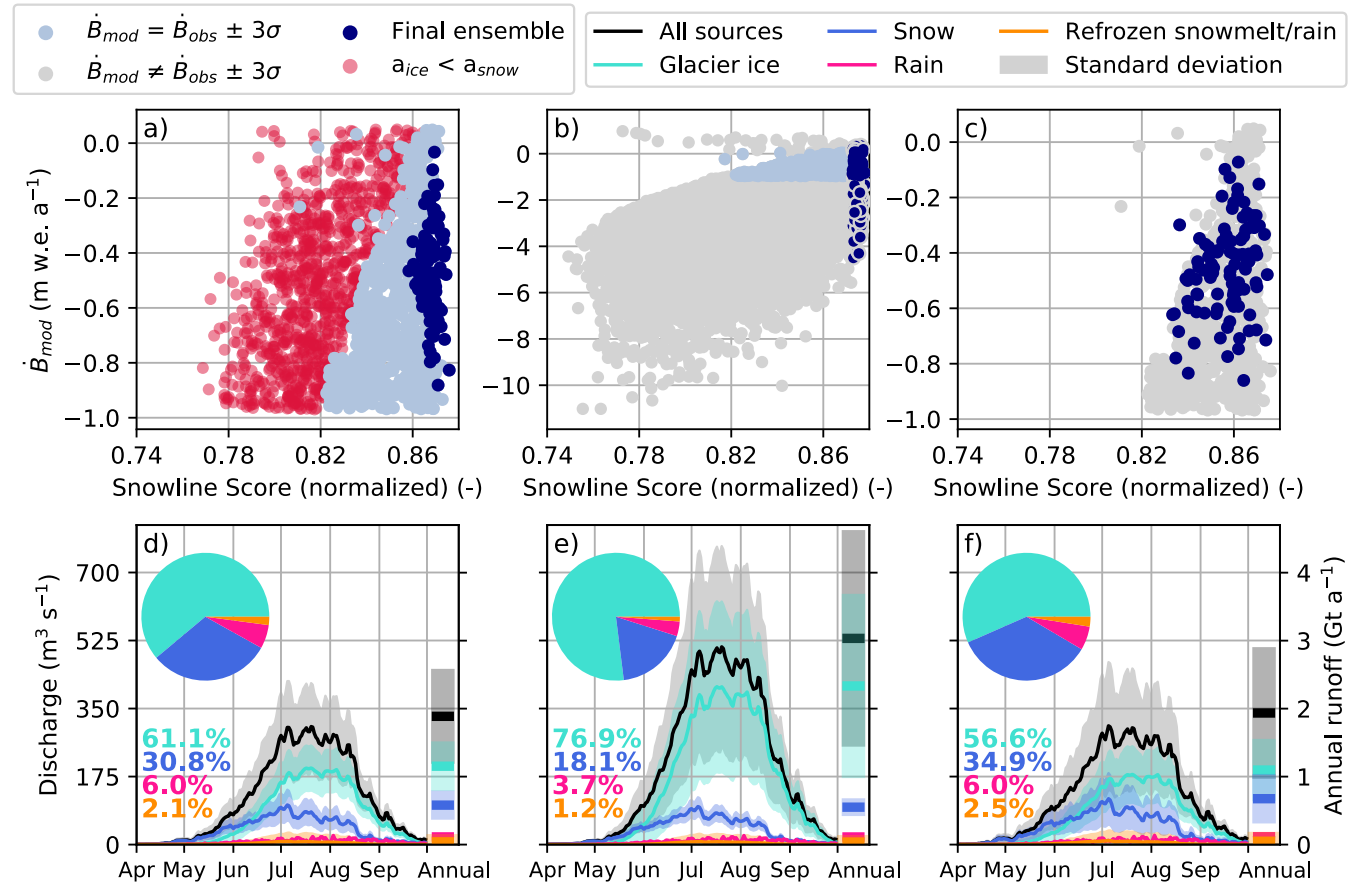 Ḃmod = Ḃobs ± 3σ
Final ensemble
Ḃmod ≠ Ḃobs ± 3σ
aice < asnow
All sources
Snow
Refrozen snowmelt/rain
Glacier ice
Rain
Standard deviation
a)
b)
c)
Ḃmod (m w.e. a⁻¹)
0.0
−0.2
−0.4
−0.6
−0.8
−1.0
0
−2
−4
−6
−8
−10
0.0
−0.2
−0.4
−0.6
−0.8
−1.0
0.74 0.78 0.82 0.86
0.74 0.78 0.82 0.86
0.74 0.78 0.82 0.86
Snowline Score (normalized) (-)
Snowline Score (normalized) (-)
Snowline Score (normalized) (-)
d)
e)
f)
Discharge (m³ s⁻¹)
700
525
350
175
0
61.1%
30.8%
6.0%
2.1%
76.9%
18.1%
3.7%
1.2%
56.6%
34.9%
6.0%
2.5%
4
3
2
1
0
Annual runoff (Gt a⁻¹)
Apr May Jun Jul Aug Sep Annual
Apr May Jun Jul Aug Sep Annual
Apr May Jun Jul Aug Sep Annual